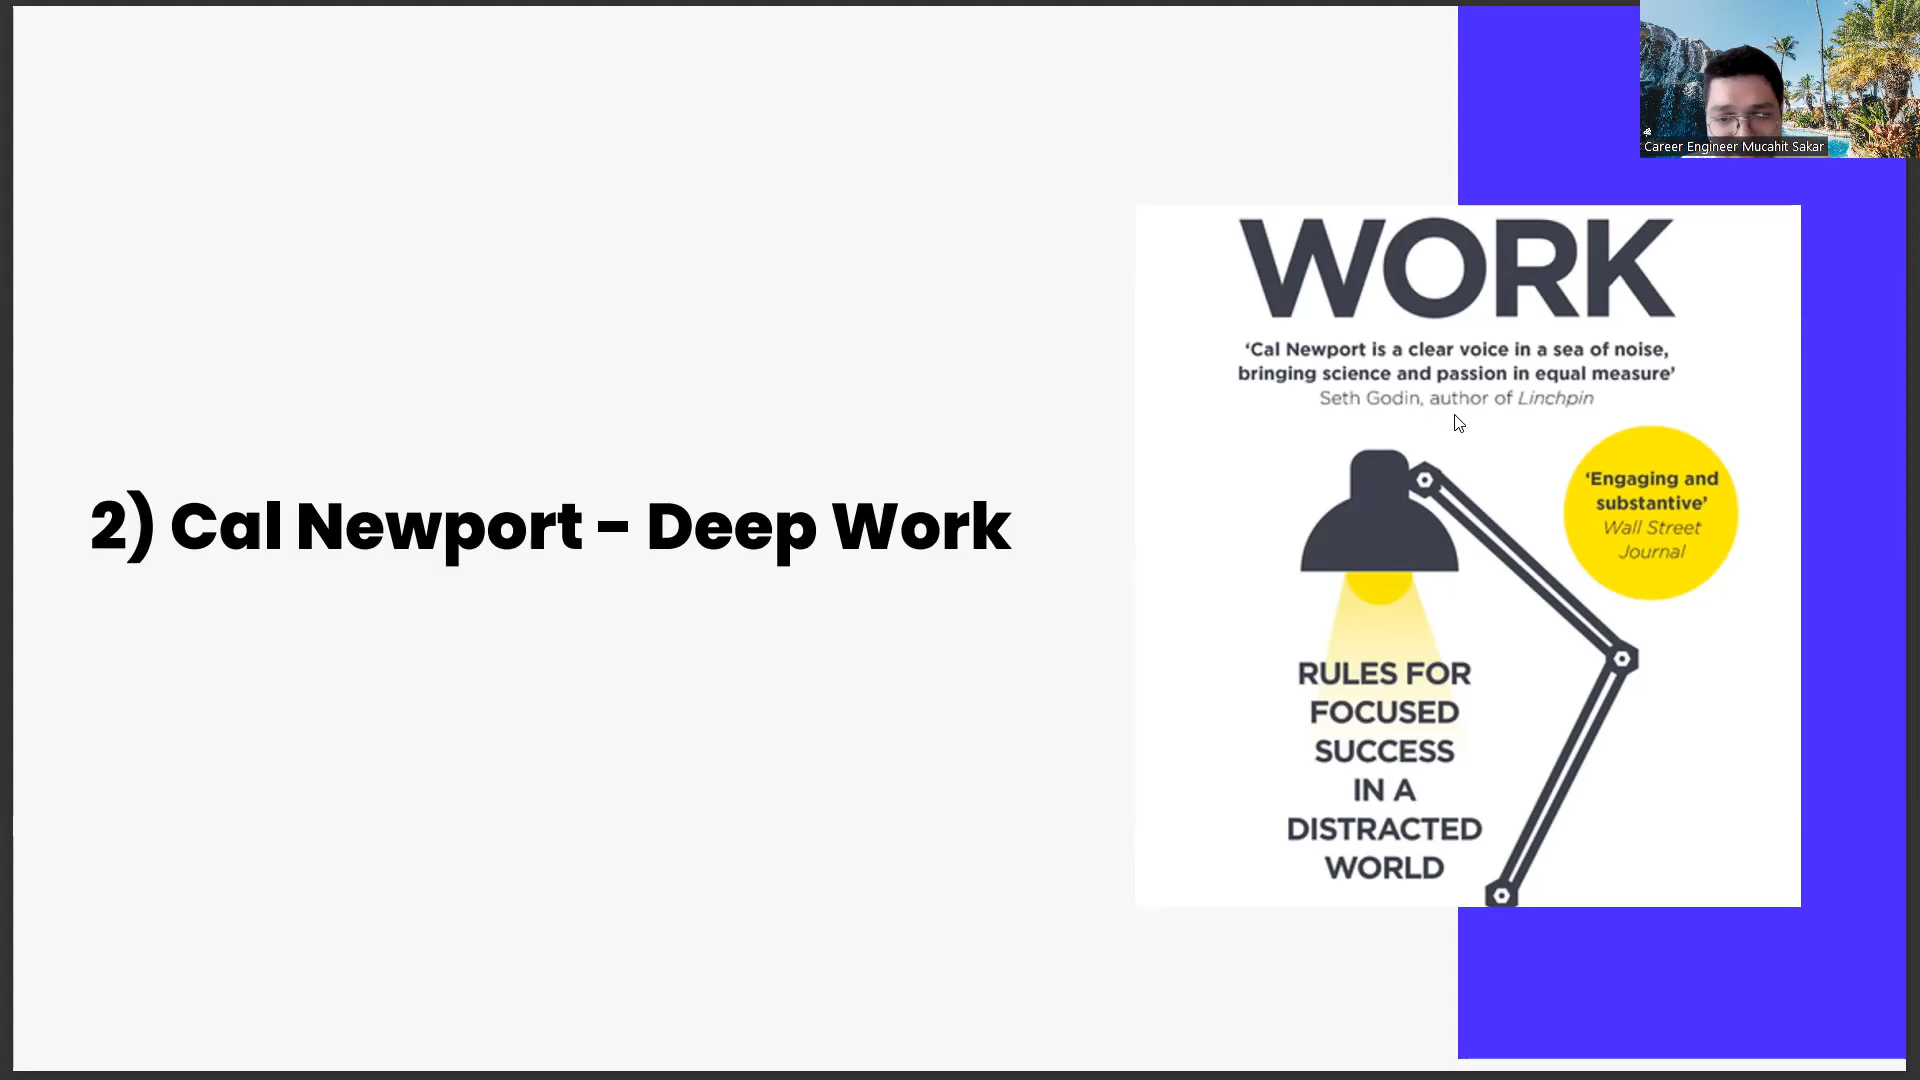 Career Engineer Mucahit Sakar
2) Cal Newport - Deep Work
WORK
‘Cal Newport is a clear voice in a sea of noise,
bringing science and passion in equal measure’
Seth Godin, author of Linchpin
‘Engaging and
substantive’
Wall Street
Journal
RULES FOR
FOCUSED
SUCCESS
IN A
DISTRACTED
WORLD